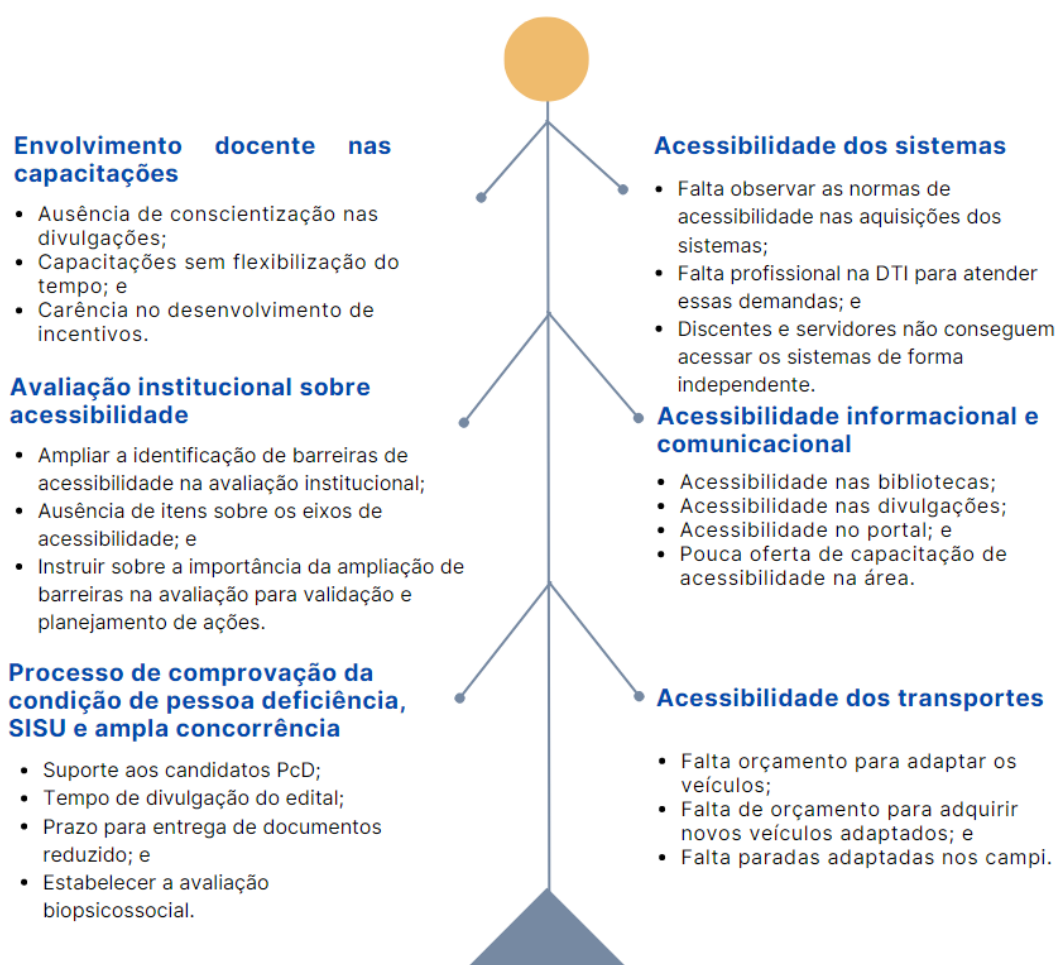 Envolvimento docente nas
capacitações
• Ausência de conscientização nas
divulgações;
• Capacitações sem flexibilização do
tempo; e
• Carência no desenvolvimento de
incentivos.
Avaliação institucional sobre
acessibilidade
• Ampliar a identificação de barreiras de
acessibilidade na avaliação institucional;
• Ausência de itens sobre os eixos de
acessibilidade; e
• Instruir sobre a importância da ampliação de
barreiras na avaliação para validação e
planejamento de ações.
Processo de comprovação da
condição de pessoa deficiência,
SISU e ampla concorrência
• Suporte aos candidatos PcD;
• Tempo de divulgação do edital;
• Prazo para entrega de documentos
reduzido; e
• Estabelecer a avaliação
biopsicossocial.
Acessibilidade dos sistemas
• Falta observar as normas de
acessibilidade nas aquisições dos
sistemas;
• Falta profissional na DTI para atender
essas demandas; e
• Discentes e servidores não conseguem
acessar os sistemas de forma
independente.
Acessibilidade informacional e
comunicacional
• Acessibilidade nas bibliotecas;
• Acessibilidade nas divulgações;
• Acessibilidade no portal; e
• Pouca oferta de capacitação de
acessibilidade na área.
Acessibilidade dos transportes
• Falta orçamento para adaptar os
veículos;
• Falta de orçamento para adquirir
novos veículos adaptados; e
• Falta paradas adaptadas nos campi.